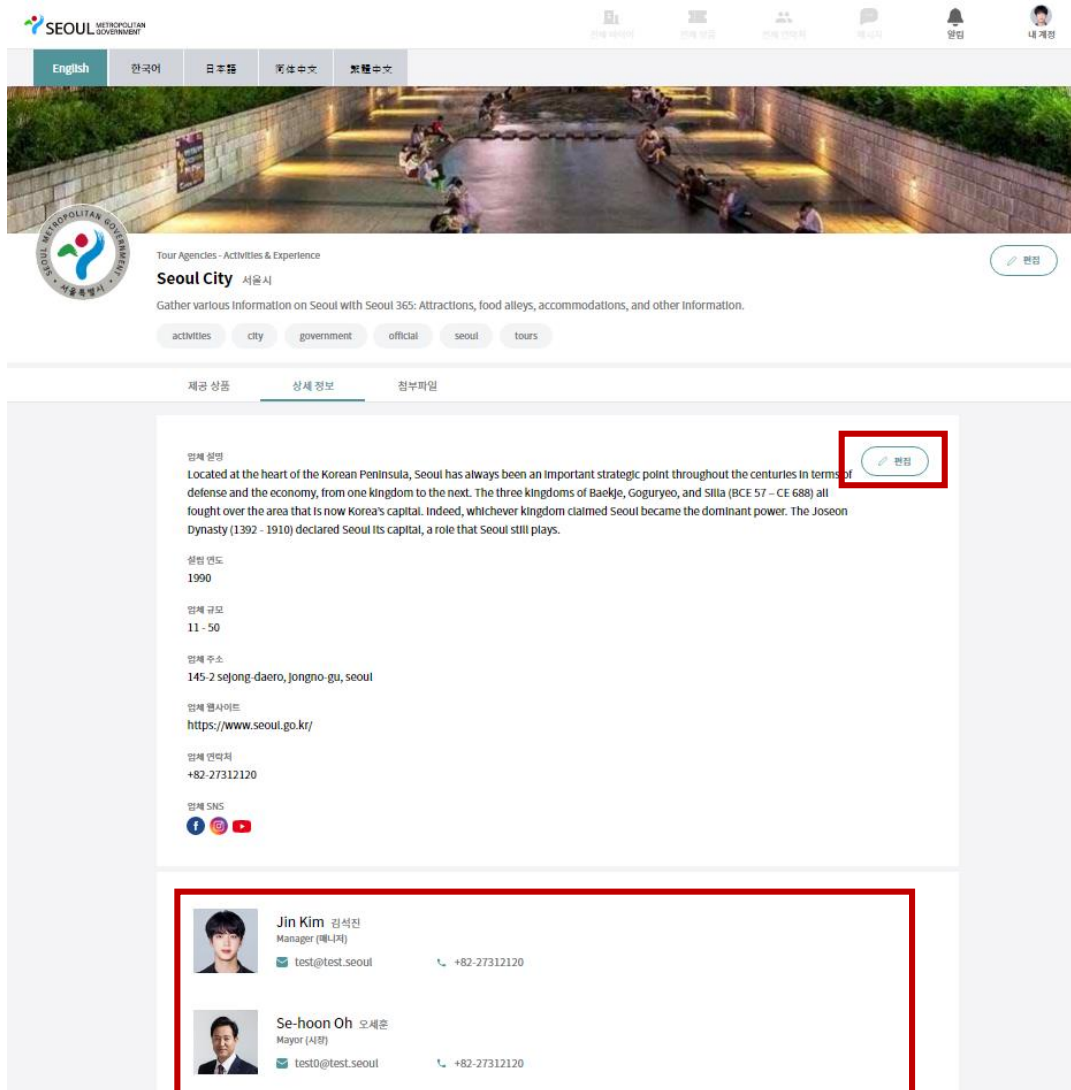 SEOUL METROPOLITAN GOVERNMENT
알림
내 계정
English 한국어 日本語 简体中文 繁體中文
SEOUL METROPOLITAN GOVERNMENT
서울특별시
Tour Agencies - Activities & Experience
편집
Seoul City 서울시
Gather various information on Seoul with Seoul 365: Attractions, food alleys, accommodations, and other information.
activities city government official seoul tours
제공 상품 상세 정보 첨부파일
업체 설명
편집
Located at the heart of the Korean Peninsula, Seoul has always been an important strategic point throughout the centuries in terms of
defense and the economy, from one kingdom to the next. The three kingdoms of Baekje, Goguryeo, and Silla (BCE 57 – CE 688) all
fought over the area that is now Korea's capital. Indeed, whichever kingdom claimed Seoul became the dominant power. The Joseon
Dynasty (1392 - 1910) declared Seoul its capital, a role that Seoul still plays.
설립 연도
1990
업체 규모
11 - 50
업체 주소
145-2 sejong-daero, jongno-gu, seoul
업체 웹사이트
https://www.seoul.go.kr/
업체 연락처
+82-27312120
업체 SNS
Jin Kim 김석진
Manager (매니저)
test@test.seoul +82-27312120
Se-hoon Oh 오세훈
Mayor (시장)
test0@test.seoul +82-27312120